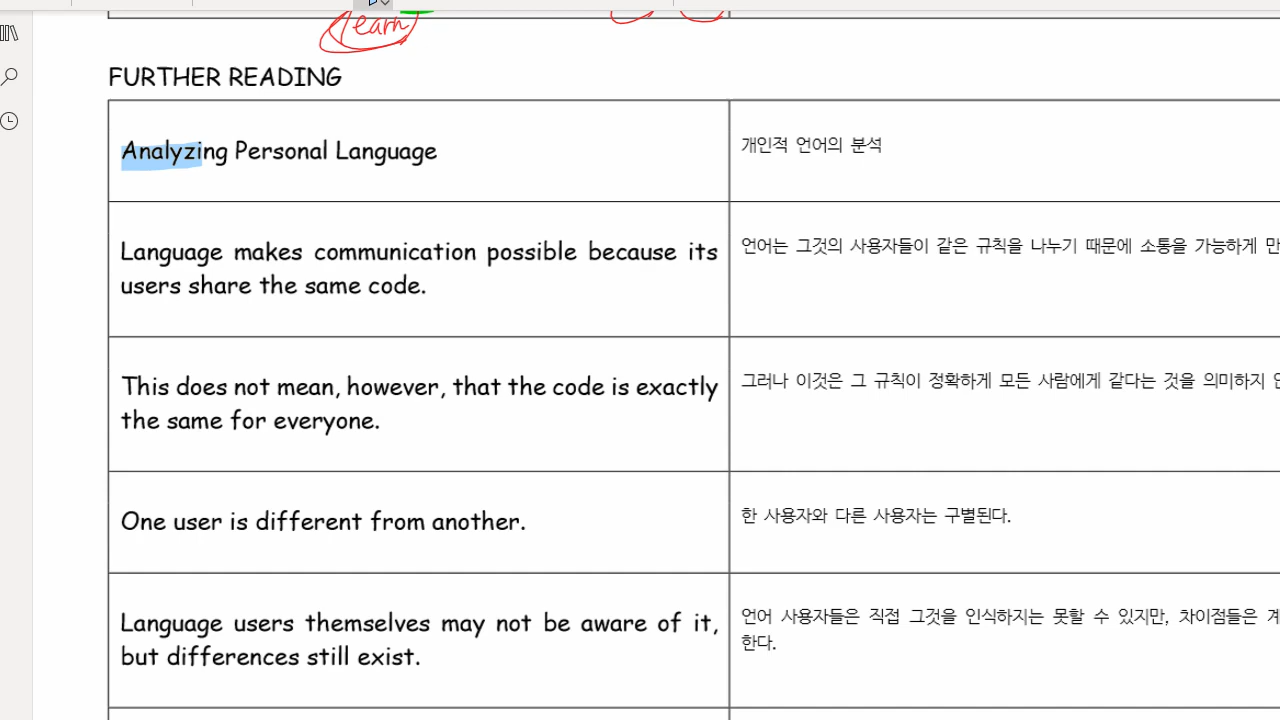 earn
FURTHER READING
Analyzing Personal Language
개인적 언어의 분석
Language makes communication possible because its
users share the same code.
언어는 그것의 사용자들이 같은 규칙을 나누기 때문에 소통을 가능하게 만
This does not mean, however, that the code is exactly
the same for everyone.
그러나 이것은 그 규칙이 정확하게 모든 사람에게 같다는 것을 의미하지
One user is different from another.
한 사용자와 다른 사용자는 구별된다.
Language users themselves may not be aware of it,
but differences still exist.
언어 사용자들은 직접 그것을 인식하지는 못할 수 있지만, 차이점들은 계
한다.